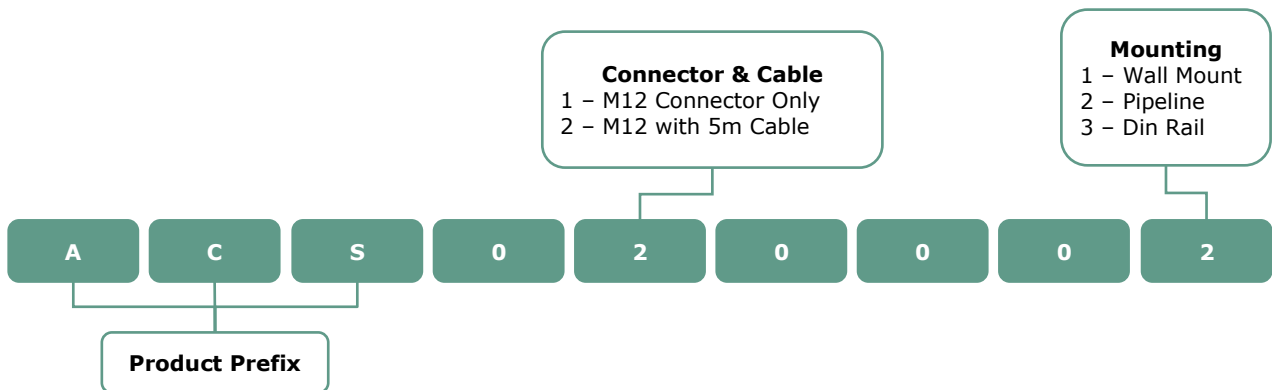 Connector & Cable
1 – M12 Connector Only
2 – M12 with 5m Cable
Mounting
1 – Wall Mount
2 – Pipeline
3 – Din Rail
A C S 0 2 0 0 0 2
Product Prefix